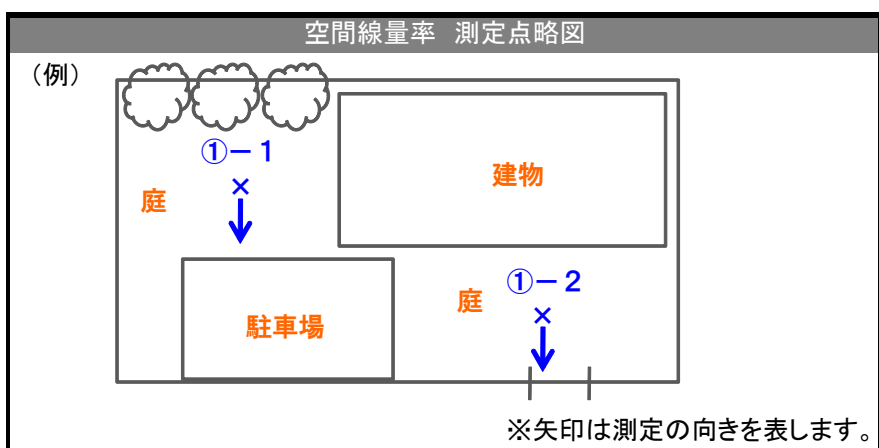 空間線量率 測定点略図
（例）
①－１
建物
庭
①－２
庭
駐車場
※矢印は測定の向きを表します。